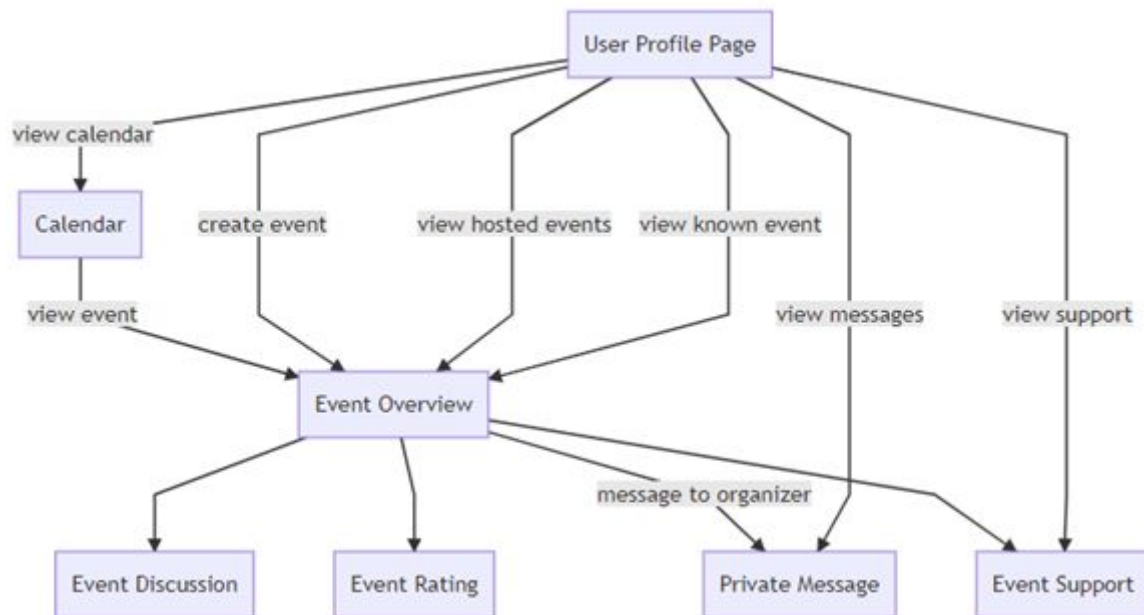 User Profile Page
view calendar
Calendar
create event
view hosted events
view known event
view event
view messages
view support
Event Overview
message to organizer
Event Discussion
Event Rating
Private Message
Event Support